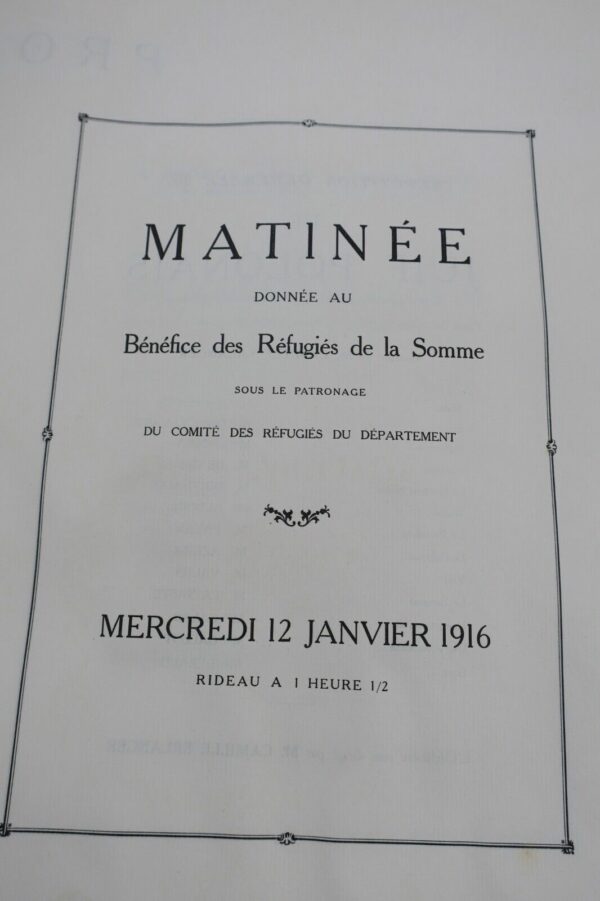 MATINÉE
DONNÉE AU
Bénéfice des Réfugiés de la Somme
SOUS LE PATRONAGE
DU COMITÉ DES RÉFUGIÉS DU DÉPARTEMENT
MERCREDI 12 JANVIER 1916
RIDEAU A 1 HEURE 1/2